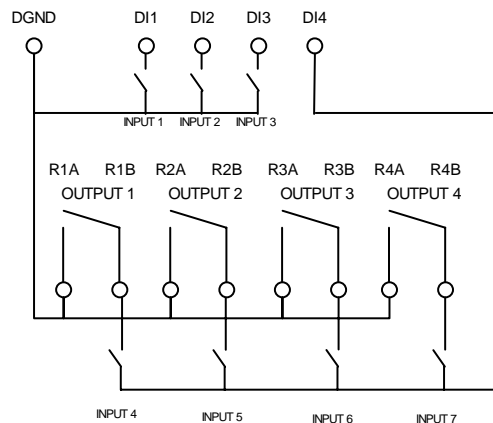 DGND DI1 DI2 DI3 DI4
INPUT 1 INPUT 2 INPUT 3
R1A R1B R2A R2B R3A R3B R4A R4B
OUTPUT 1 OUTPUT 2 OUTPUT 3 OUTPUT 4
INPUT 4 INPUT 5 INPUT 6 INPUT 7